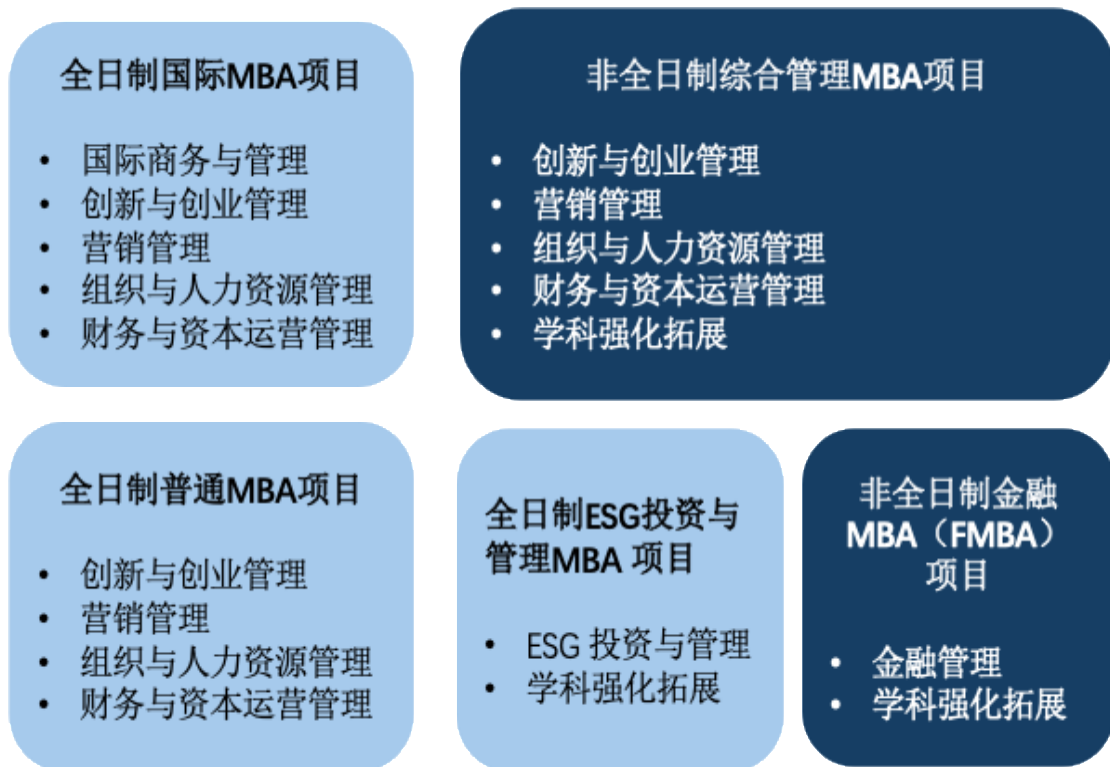 全日制国际MBA项目
• 国际商务与管理
• 创新与创业管理
• 营销管理
• 组织与人力资源管理
• 财务与资本运营管理
非全日制综合管理MBA项目
• 创新与创业管理
• 营销管理
• 组织与人力资源管理
• 财务与资本运营管理
• 学科强化拓展
全日制普通MBA项目
• 创新与创业管理
• 营销管理
• 组织与人力资源管理
• 财务与资本运营管理
全日制ESG投资与
管理MBA 项目
• ESG 投资与管理
• 学科强化拓展
非全日制金融
MBA（FMBA）
项目
• 金融管理
• 学科强化拓展